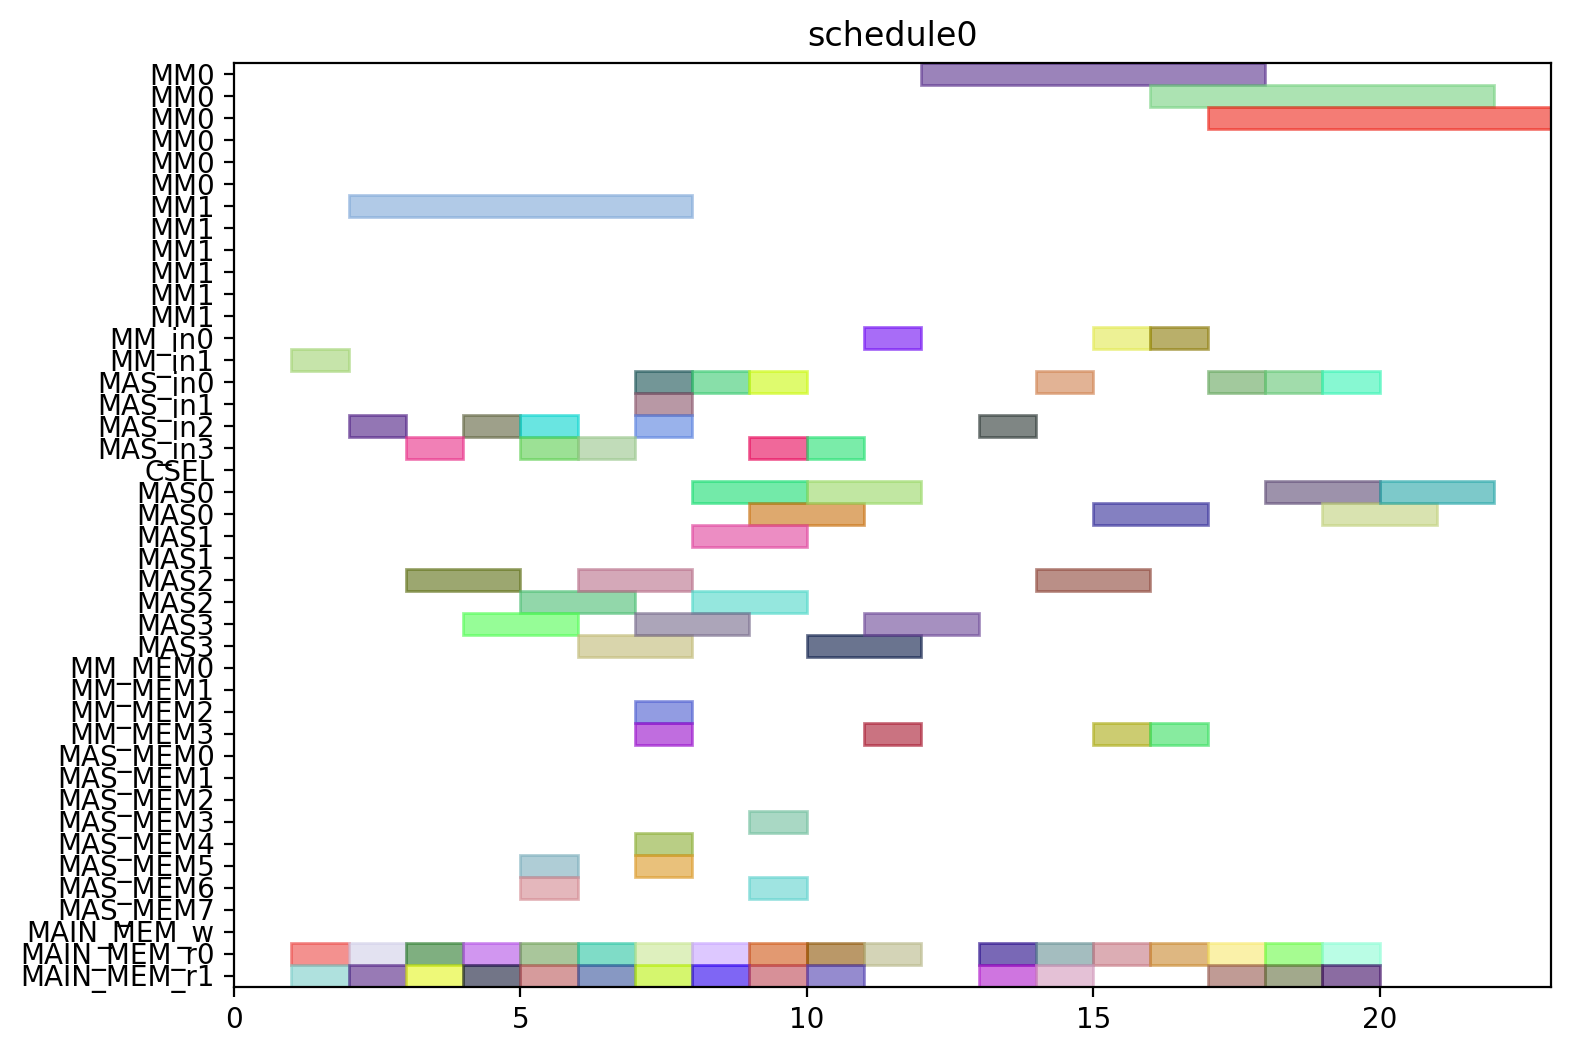 schedule0
MM0
MM0
MM0
MM0
MM0
MM0
MM1
MM1
MM1
MM1
MM1
MM1
MM_in0
MM_in1
MAS_in0
MAS_in1
MAS_in2
MAS_in3
CSEL
MAS0
MAS0
MAS1
MAS1
MAS2
MAS2
MAS3
MAS3
MM_MEM0
MM_MEM1
MM_MEM2
MM_MEM3
MAS_MEM0
MAS_MEM1
MAS_MEM2
MAS_MEM3
MAS_MEM4
MAS_MEM5
MAS_MEM6
MAS_MEM7
MAIN_MEM_w
MAIN_MEM_r0
MAIN_MEM_r1
0 5 10 15 20